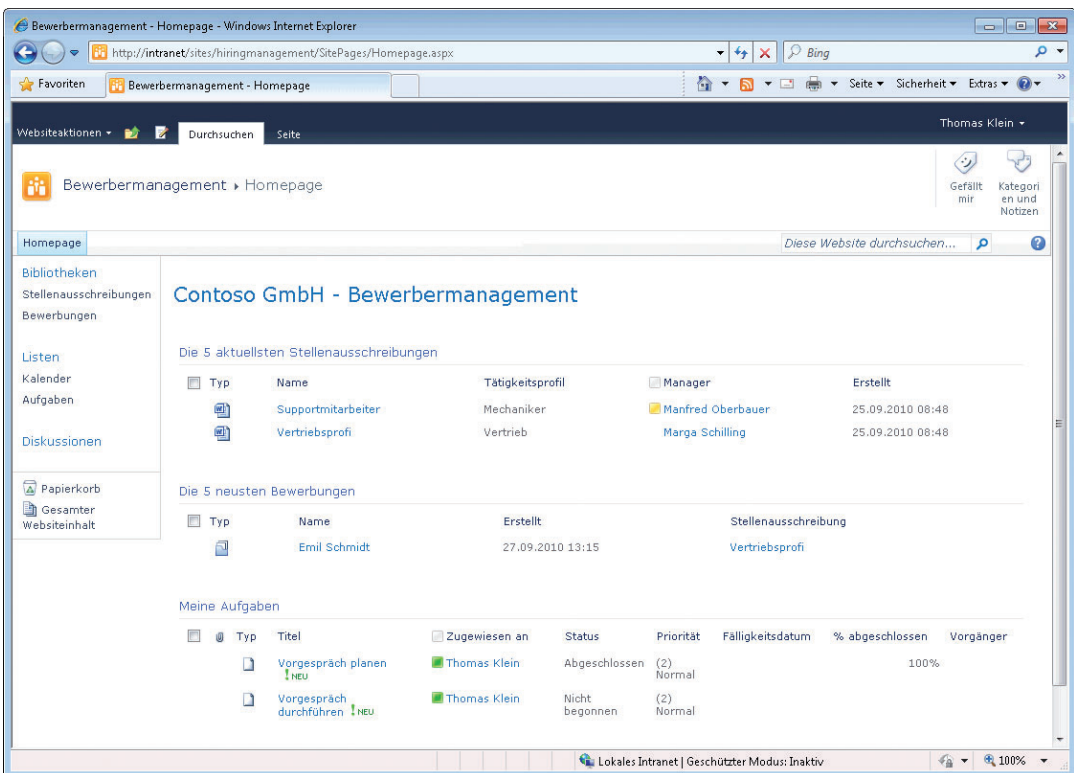 Bewerbermanagement - Homepage - Windows Internet Explorer
http://intranet/sites/hiringmanagement/SitePages/Homepage.aspx
Bing
Favoriten
Bewerbermanagement - Homepage
Seite
Sicherheit
Extras
Thomas Klein
Websiteaktionen
Durchsuchen
Seite
Bewerbermanagement
Homepage
Gefällt
mir
Kategori
en und
Notizen
Homepage
Diese Website durchsuchen...
Bibliotheken
Stellenausschreibungen
Bewerbungen
Listen
Kalender
Aufgaben
Diskussionen
Papierkorb
Gesamter
Websiteinhalt
Contoso GmbH - Bewerbermanagement
Die 5 aktuellsten Stellenausschreibungen
Typ Name Tätigkeitsprofil Manager Erstellt
Supportmitarbeiter Mechaniker Manfred Oberbauer 25.09.2010 08:48
Vertriebsprofi Vertrieb Marga Schilling 25.09.2010 08:48
Die 5 neusten Bewerbungen
Typ Name Erstellt Stellenausschreibung
Emil Schmidt 27.09.2010 13:15 Vertriebsprofi
Meine Aufgaben
Typ Titel Zugewiesen an Status Priorität Fälligkeitsdatum % abgeschlossen Vorgänger
Vorgespräch planen Thomas Klein Abgeschlossen (2) 100%
! NEU Normal
Vorgespräch Thomas Klein Nicht (2)
durchführen ! NEU begonnen Normal
Lokales Intranet | Geschützter Modus: Inaktiv
100%